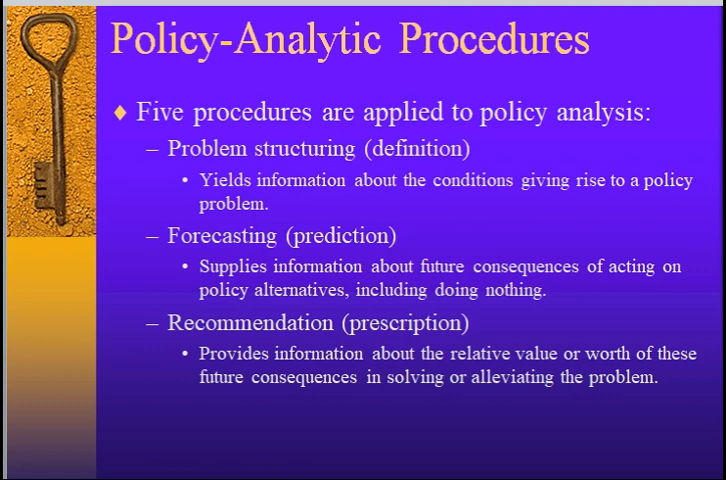 Policy-Analytic Procedures
♦ Five procedures are applied to policy analysis:
– Problem structuring (definition)
• Yields information about the conditions giving rise to a policy
problem.
– Forecasting (prediction)
• Supplies information about future consequences of acting on
policy alternatives, including doing nothing.
– Recommendation (prescription)
• Provides information about the relative value or worth of these
future consequences in solving or alleviating the problem.